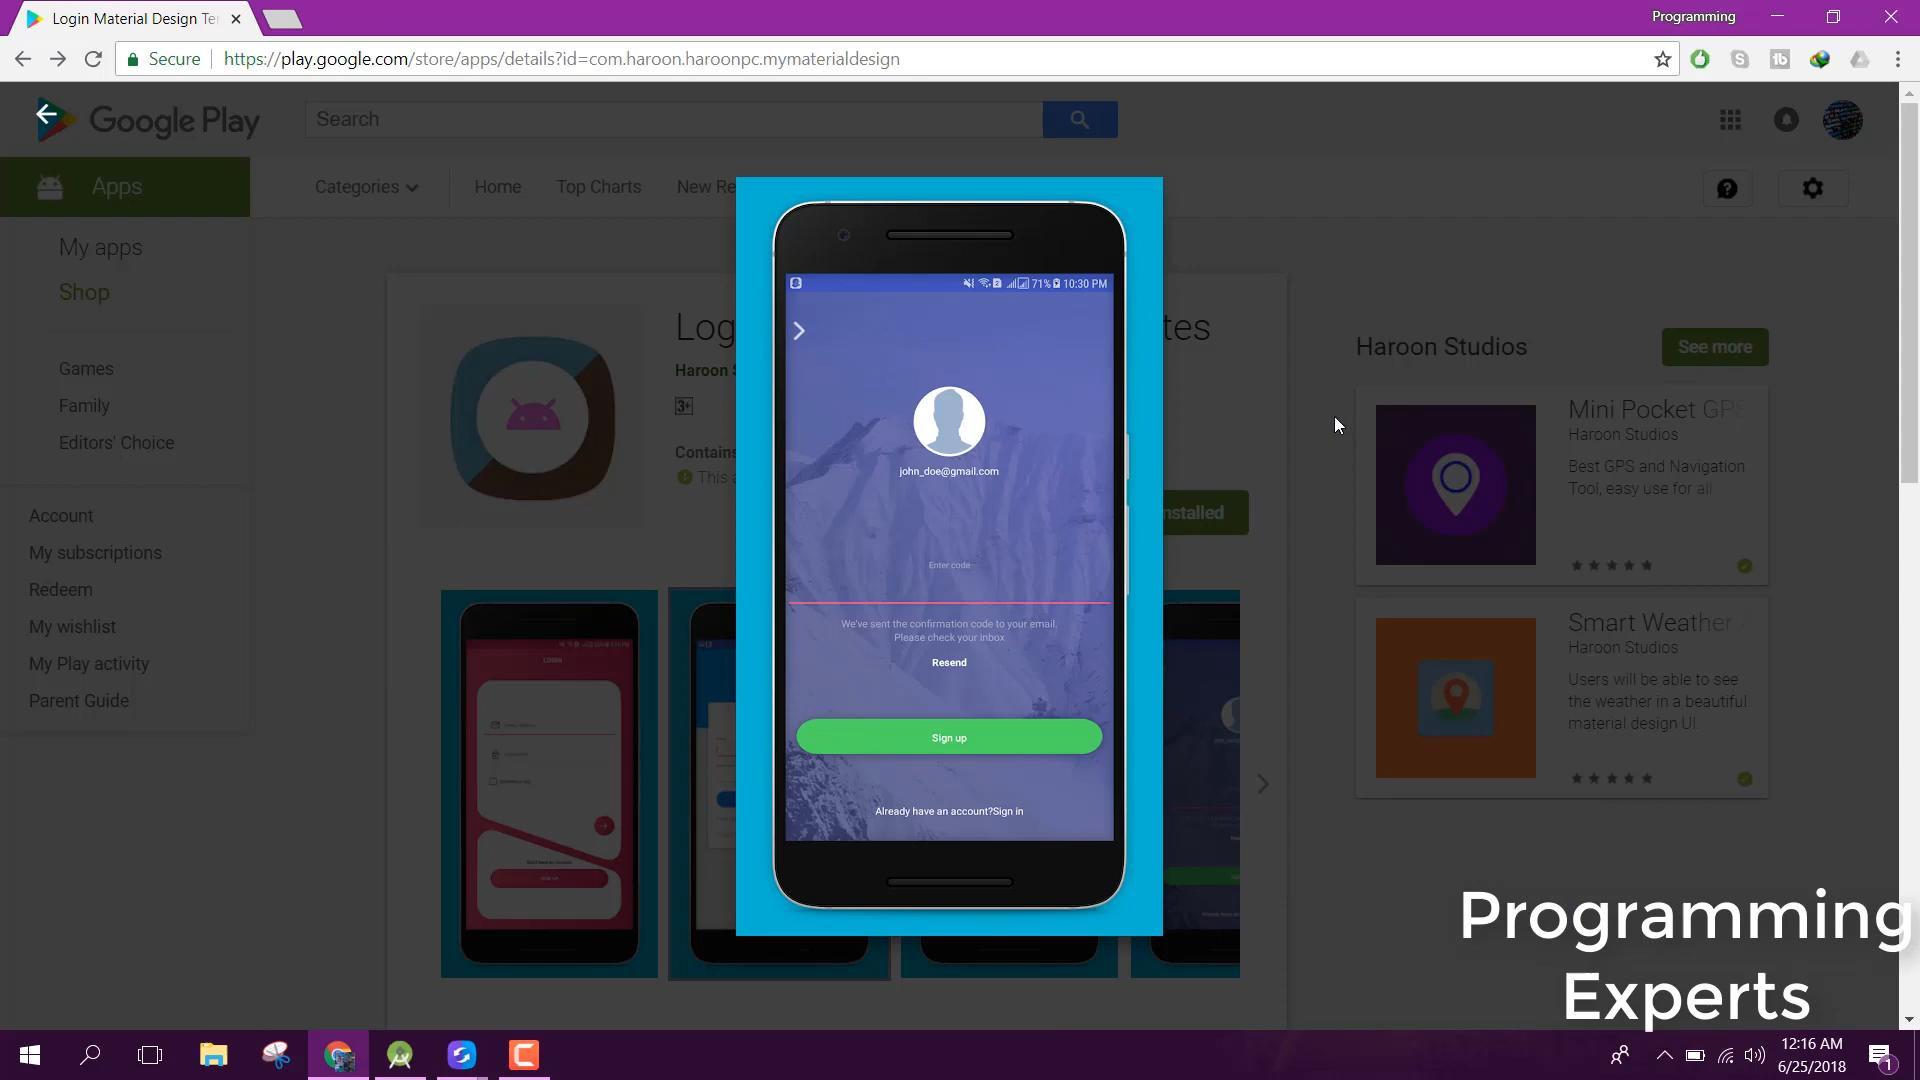 Login Material Design Te
Programming
Secure
https://play.google.com/store/apps/details?id=com.haroon.haroonpc.mymaterialdesign
Google Play
Search
Apps
Categories
Home
Top Charts
New Re
My apps
Shop
Games
Family
Editors' Choice
Account
My subscriptions
Redeem
My wishlist
My Play activity
Parent Guide
Log
tes
Haroon S
3+
Contains
This a
nstalled
LOGIN
SIGN UP
71% 10:30 PM
john_doe@gmail.com
Enter code
We've sent the confirmation code to your email.
Please check your inbox
Resend
Sign up
Already have an account?Sign in
Haroon Studios
See more
Mini Pocket GPS
Haroon Studios
Best GPS and Navigation
Tool, easy use for all
Smart Weather
Haroon Studios
Users will be able to see
the weather in a beautiful
material design UI.
Programming
Experts
12:16 AM
6/25/2018
1